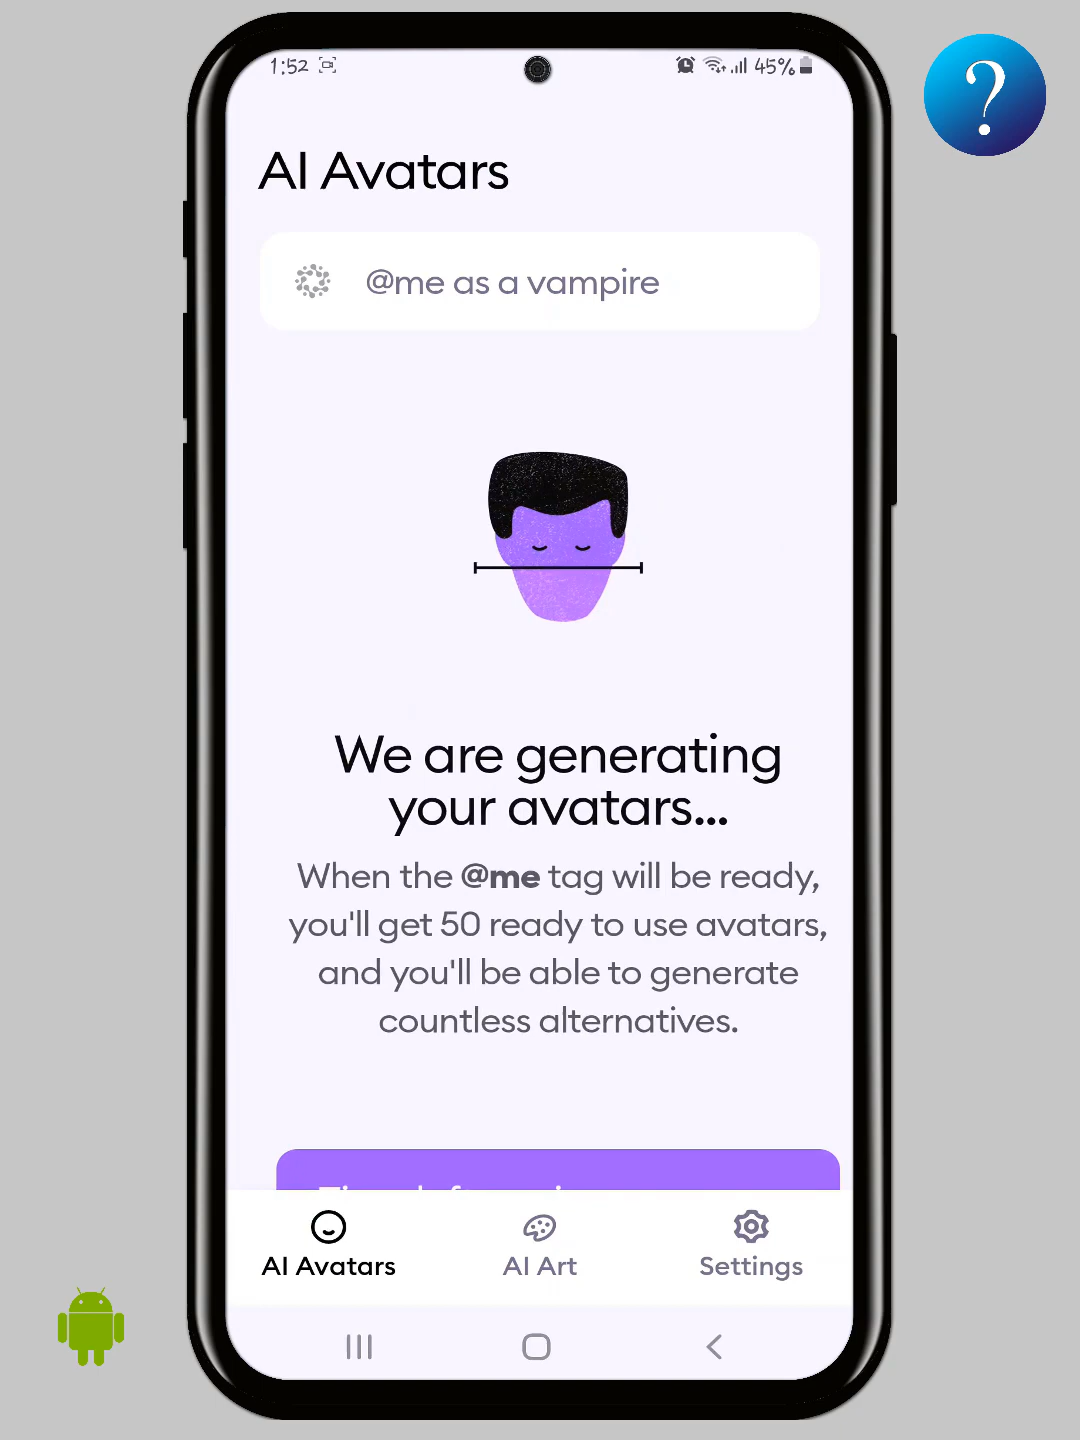 ?
1:52 45%
AI Avatars
@me as a vampire
We are generating
your avatars...
When the @me tag will be ready,
you'll get 50 ready to use avatars,
and you'll be able to generate
countless alternatives.
AI Avatars AI Art Settings